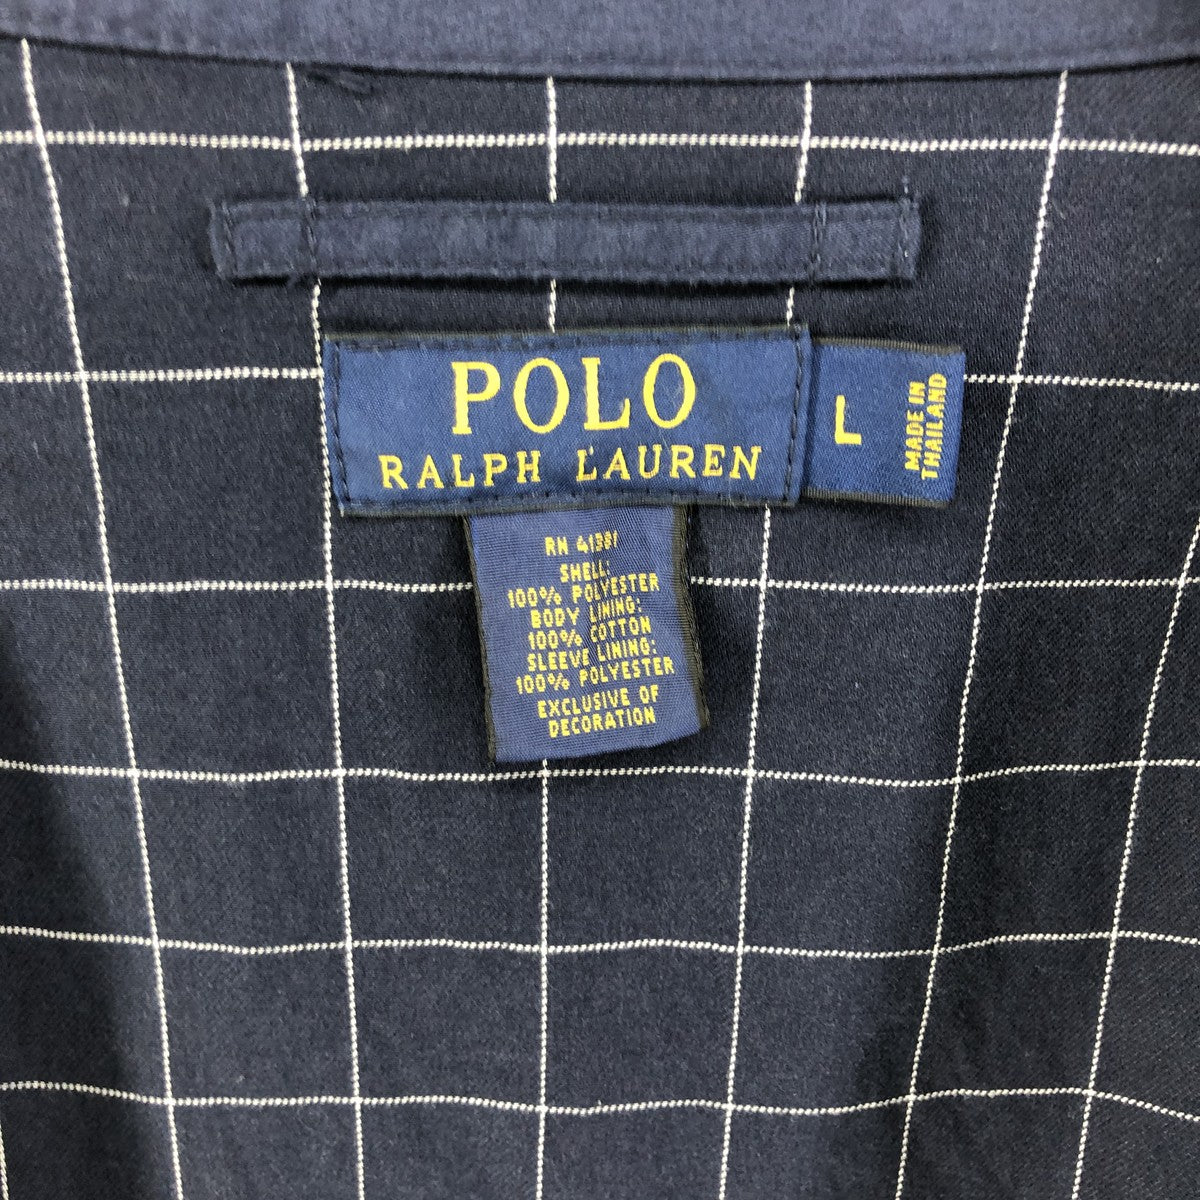 POLO
RALPH LAUREN
L
MADE IN
THAILAND
RN 41381
SHELL:
100% POLYESTER
BODY LINING:
100% COTTON
SLEEVE LINING:
100% POLYESTER
EXCLUSIVE OF
DECORATION